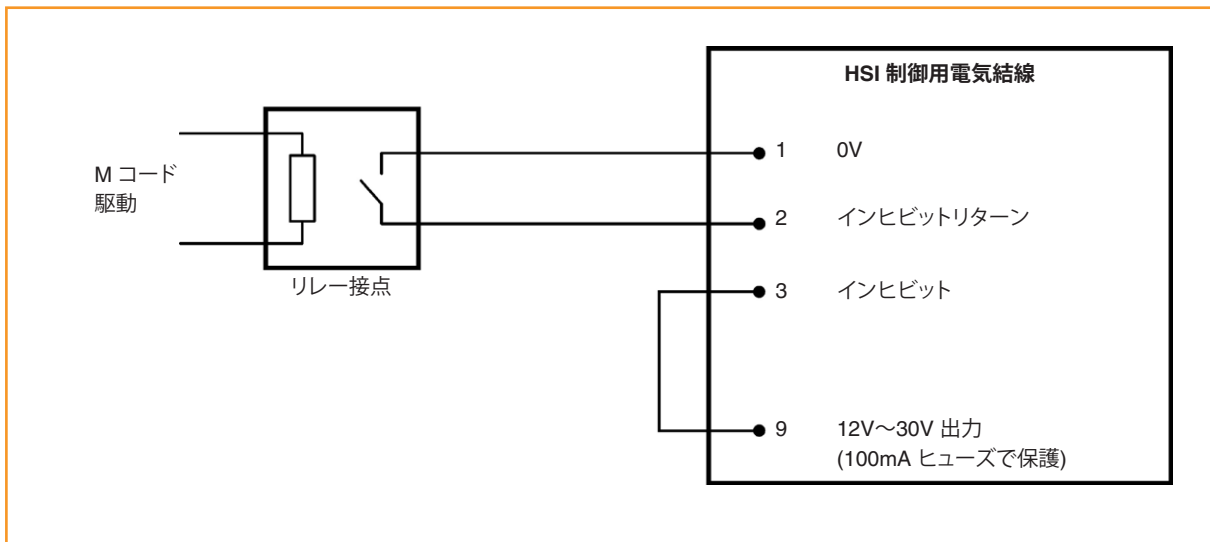 HSI 制御用電気結線
M コード
駆動
リレー接点
1 0V
2 インヒビットリターン
3 インヒビット
9 12V～30V 出力
(100mA ヒューズで保護)